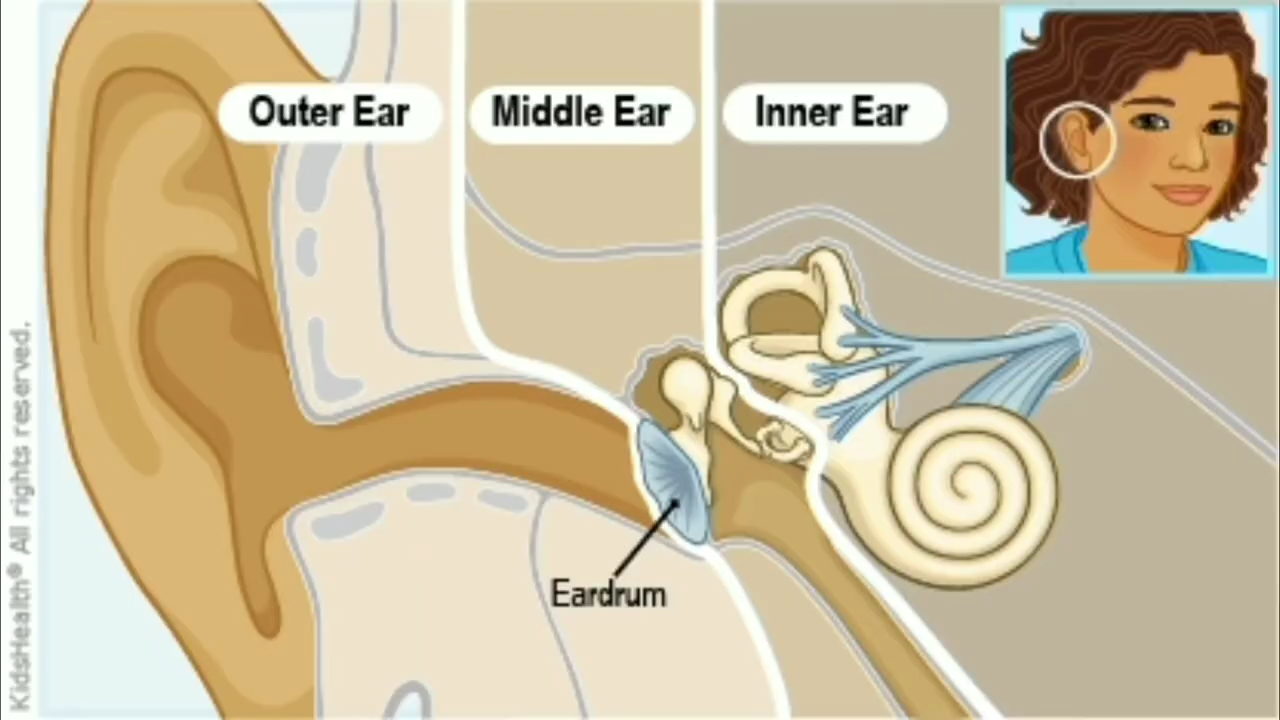 Outer Ear
Middle Ear
Inner Ear
Eardrum
KidsHealth® All rights reserved.